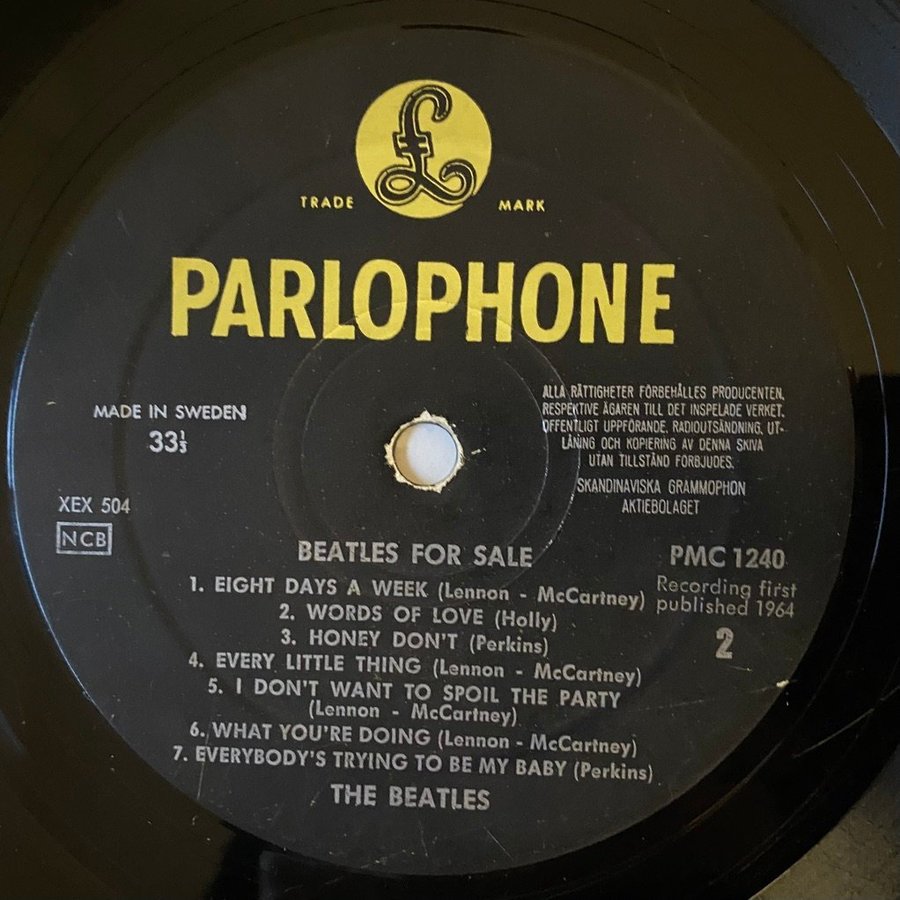 £
TRADE MARK
PARLOPHONE
MADE IN SWEDEN
33⅓
XEX 504
NCB
ALLA RÄTTIGHETER FÖRBEHÅLLES PRODUCENTEN,
RESPEKTIVE ÄGAREN TILL DET INSPELADE VERKET.
OFFENTLIGT UPPFÖRANDE, RADIOUTSÄNDNING, UT-
LÅNING OCH KOPIERING AV DENNA SKIVA
UTAN TILLSTÅND FÖRBJUDES.
SKANDINAVISKA GRAMMOPHON
AKTIEBOLAGET
BEATLES FOR SALE
PMC 1240
Recording first
published 1964
2
1. EIGHT DAYS A WEEK (Lennon - McCartney)
2. WORDS OF LOVE (Holly)
3. HONEY DON'T (Perkins)
4. EVERY LITTLE THING (Lennon - McCartney)
5. I DON'T WANT TO SPOIL THE PARTY
(Lennon - McCartney)
6. WHAT YOU'RE DOING (Lennon - McCartney)
7. EVERYBODY'S TRYING TO BE MY BABY (Perkins)
THE BEATLES